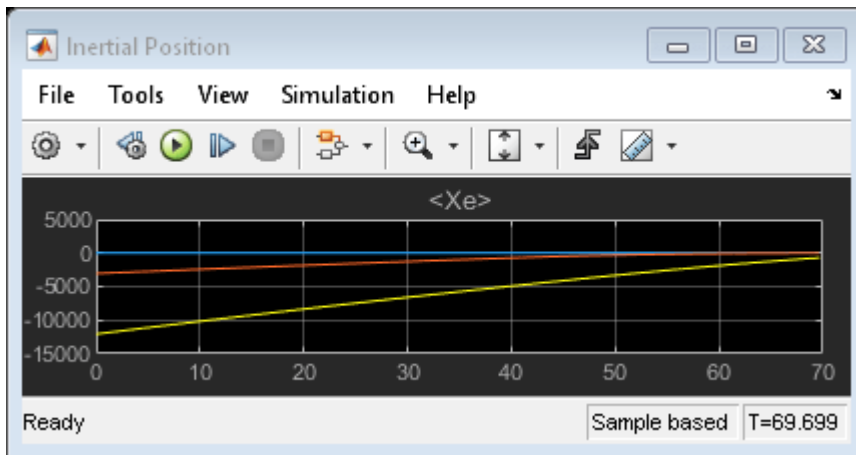 Inertial Position
File Tools View Simulation Help
<Xe>
5000
0
-5000
-10000
-15000
0 10 20 30 40 50 60 70
Ready Sample based T=69.699